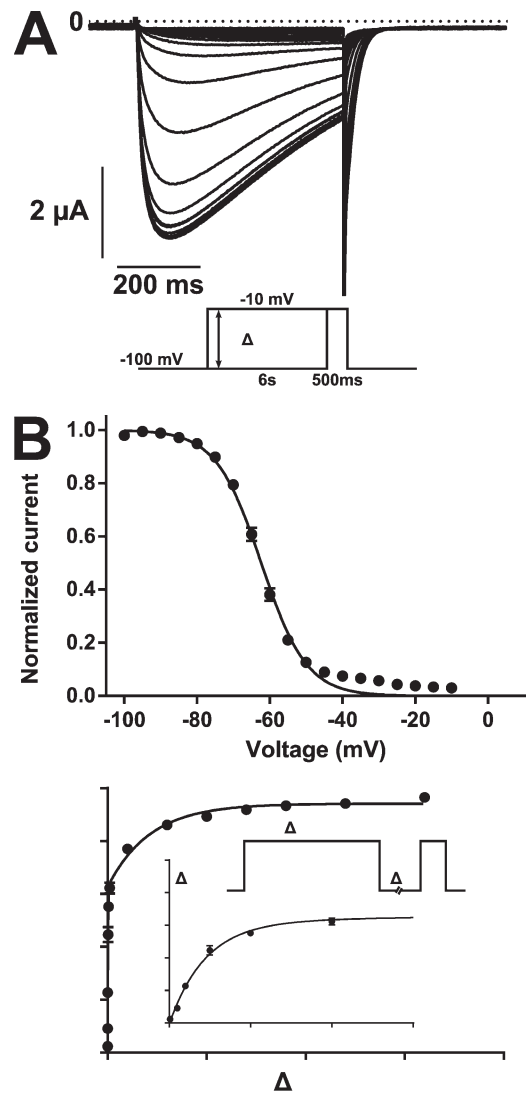 A
0
2 µA
200 ms
-10 mV
Δ
-100 mV
6s
500ms
B
1.0
0.8
0.6
0.4
0.2
0.0
Normalized current
-100
-80
-60
-40
-20
0
Voltage (mV)
Δ
Δ
Δ
Δ